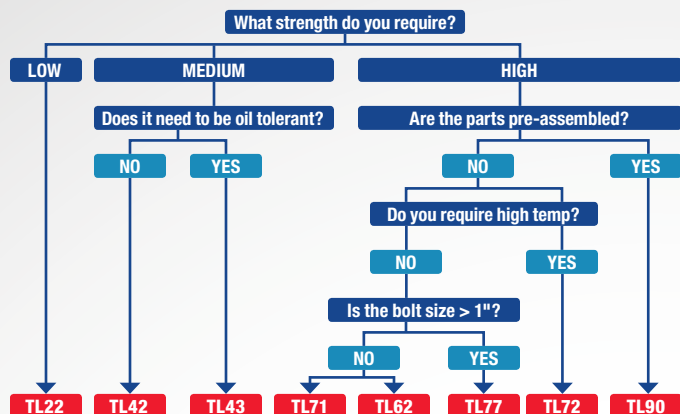 What strength do you require?
LOW
MEDIUM
HIGH
Does it need to be oil tolerant?
Are the parts pre-assembled?
NO
YES
NO
YES
Do you require high temp?
NO
YES
Is the bolt size > 1"?
NO
YES
TL22
TL42
TL43
TL71
TL62
TL77
TL72
TL90